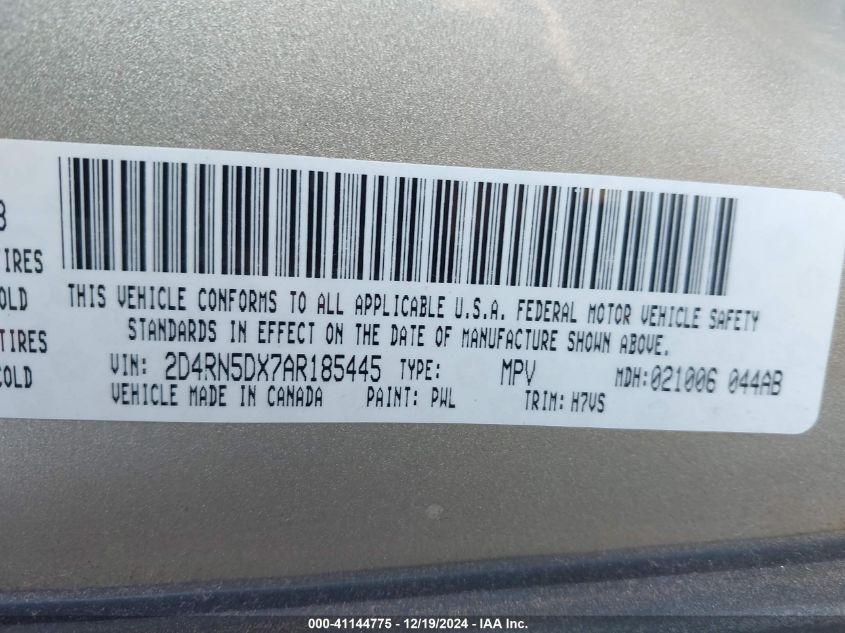 8
TIRES
COLD
TIRES
COLD
THIS VEHICLE CONFORMS TO ALL APPLICABLE U.S.A. FEDERAL MOTOR VEHICLE SAFETY
STANDARDS IN EFFECT ON THE DATE OF MANUFACTURE SHOWN ABOVE.
VIN: 2D4RN5DX7AR185445 TYPE: MPV MDH:021006 044AB
VEHICLE MADE IN CANADA PAINT: PWL TRIM: H7VS
000-41144775 - 12/19/2024 - IAA Inc.